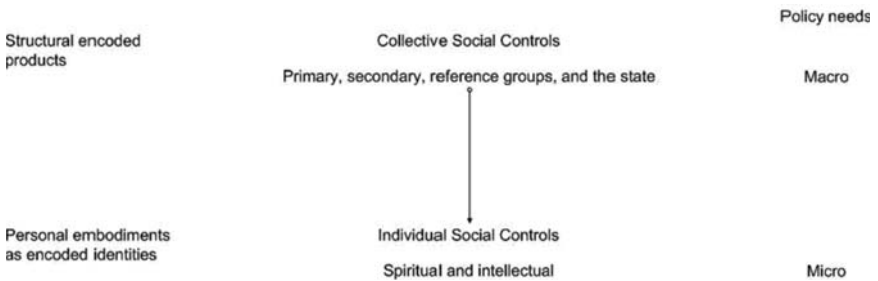 Policy needs
Structural encoded
products
Collective Social Controls
Primary, secondary, reference groups, and the state
Macro
Personal embodiments
as encoded identities
Individual Social Controls
Spiritual and intellectual
Micro